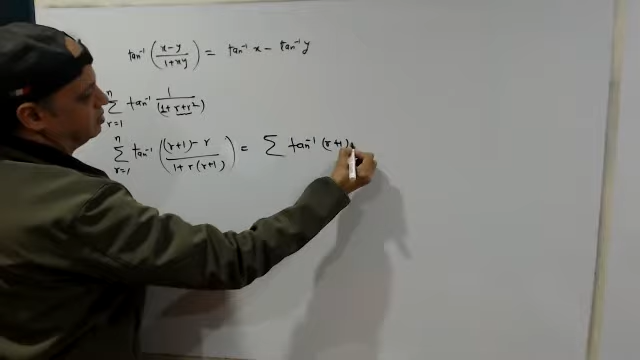 tan⁻¹ ( (x-y) / (1+xy) ) = tan⁻¹ x - tan⁻¹ y
n ∑ r=1 tan⁻¹ 1 / (1+r+r²)
n ∑ r=1 tan⁻¹ ( ((r+1)-r) / (1+r(r+1)) ) = ∑ tan⁻¹ (r+1)